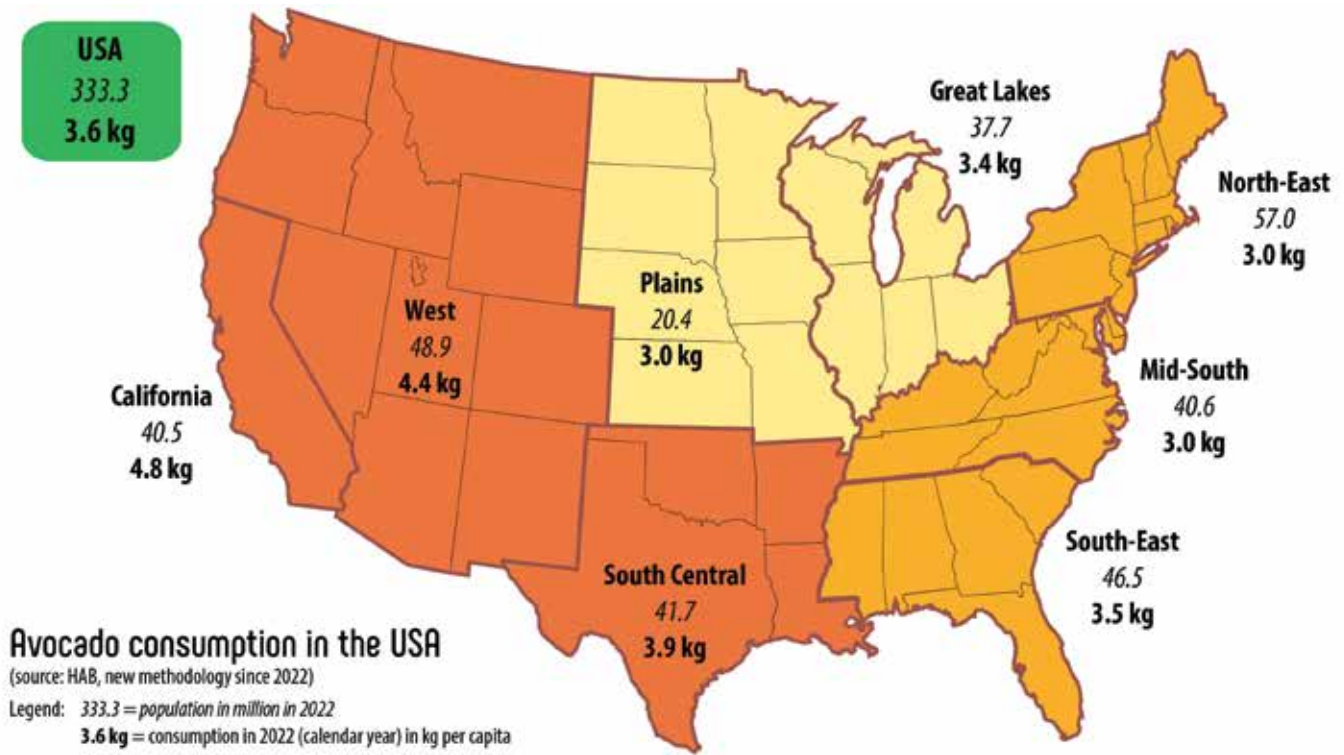 USA
333.3
3.6 kg
Great Lakes
37.7
3.4 kg
North-East
57.0
3.0 kg
Plains
20.4
3.0 kg
West
48.9
4.4 kg
California
40.5
4.8 kg
Mid-South
40.6
3.0 kg
South-East
46.5
3.5 kg
South Central
41.7
3.9 kg
Avocado consumption in the USA
(source: HAB, new methodology since 2022)
Legend: 333.3 = population in million in 2022
3.6 kg = consumption in 2022 (calendar year) in kg per capita